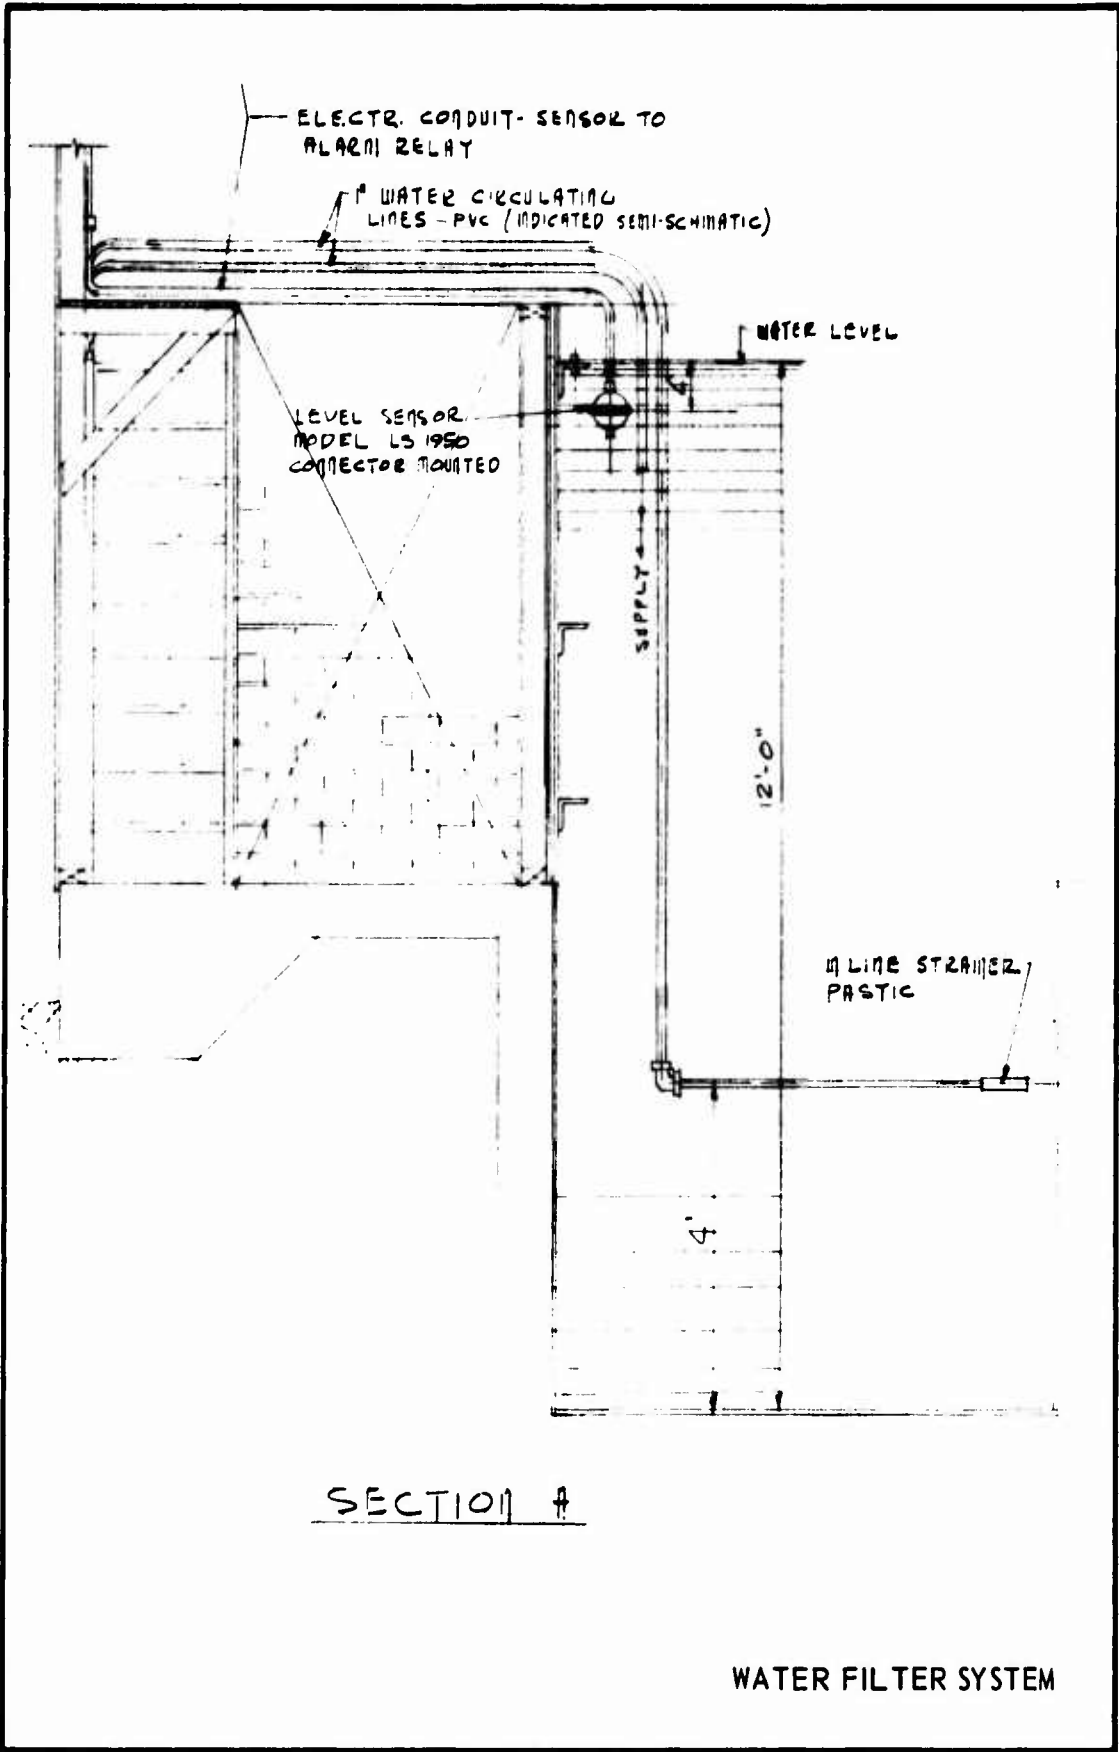 ELECTR. CONDUIT- SENSOR TO
ALARM RELAY
1" WATER CIRCULATING
LINES - PVC (INDICATED SEMI-SCHMATIC)
WATER LEVEL
LEVEL SENSOR
MODEL LS 1950
CONNECTOR MOUNTED
SUPPLY
12'-0"
IN LINE STRAINER
PASTIC
4'
SECTION A
WATER FILTER SYSTEM